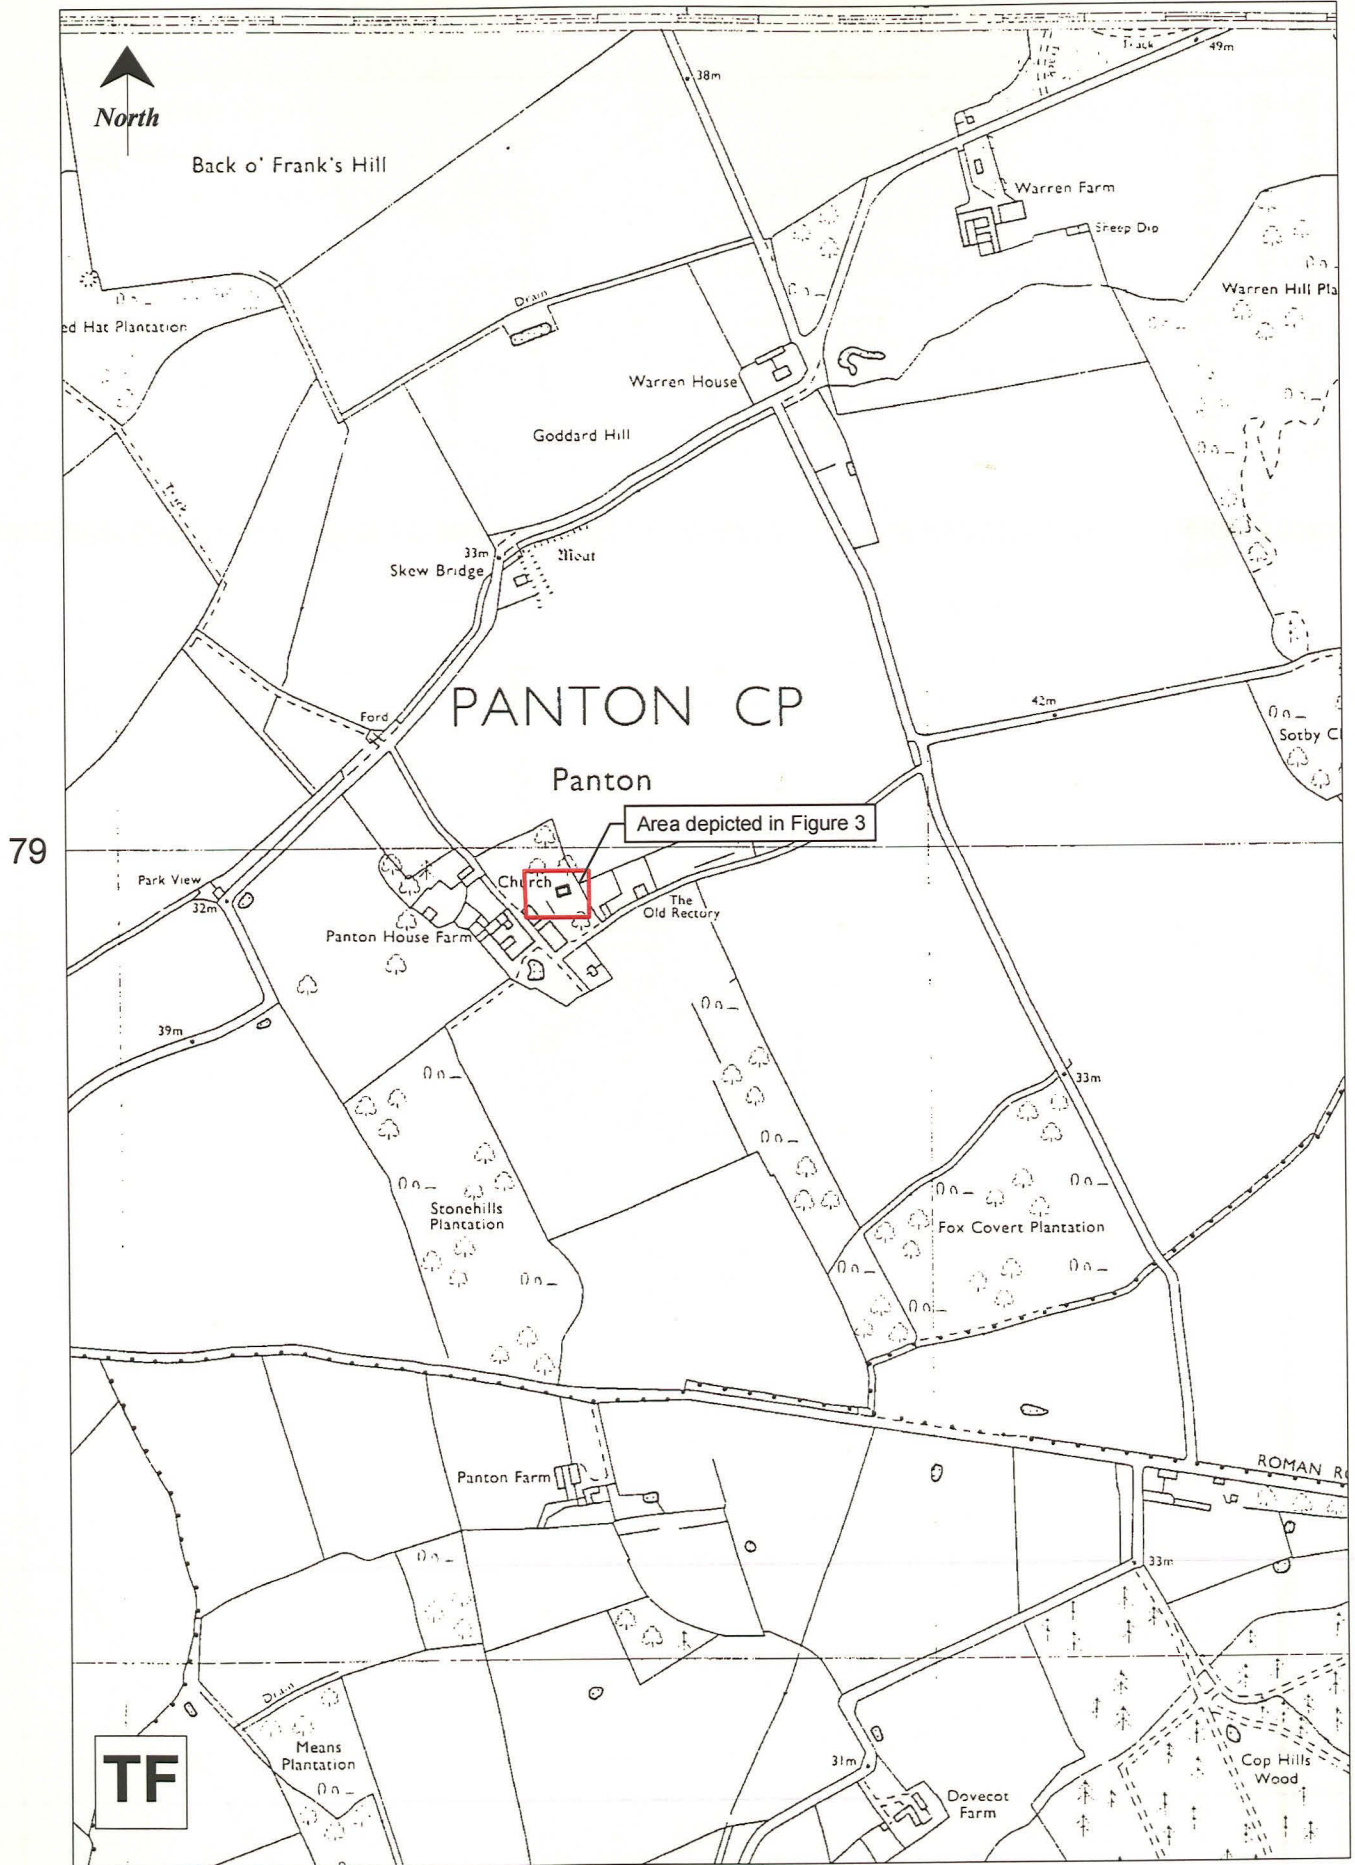 Track
49m
38m
North
Back o' Frank's Hill
Warren Farm
Sheep Dip
Warren Hill Pla
Drain
ed Hat Plantation
Warren House
Goddard Hill
Track
33m
Moat
Skew Bridge
PANTON CP
42m
Ford
Sotby C
Panton
Area depicted in Figure 3
79
Park View
Church
32m
The
Old Rectory
Panton House Farm
39m
33m
Stonehills
Plantation
Fox Covert Plantation
ROMAN R
Panton Farm
33m
Drain
Means
Plantation
TF
31m
Cop Hills
Wood
Dovecot
Farm